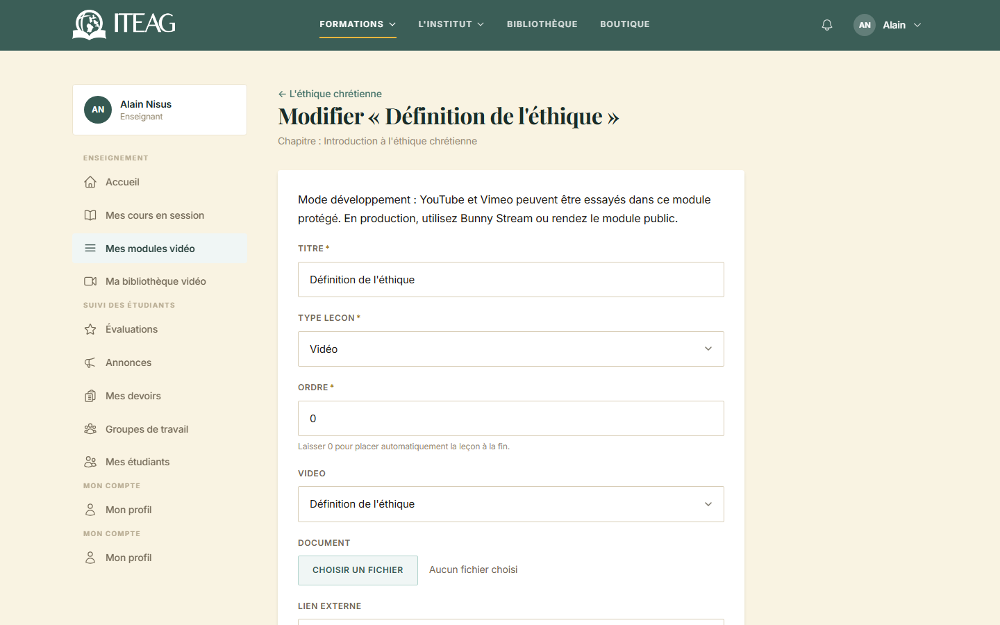 ITEAG
FORMATIONS
L'INSTITUT
BIBLIOTHÈQUE
BOUTIQUE
AN
Alain
AN
Alain Nisus
Enseignant
ENSEIGNEMENT
Accueil
Mes cours en session
Mes modules vidéo
Ma bibliothèque vidéo
SUIVI DES ÉTUDIANTS
Évaluations
Annonces
Mes devoirs
Groupes de travail
Mes étudiants
MON COMPTE
Mon profil
MON COMPTE
Mon profil
← L'éthique chrétienne
Modifier « Définition de l'éthique »
Chapitre : Introduction à l'éthique chrétienne
Mode développement : YouTube et Vimeo peuvent être essayés dans ce module
protégé. En production, utilisez Bunny Stream ou rendez le module public.
TITRE *
Définition de l'éthique
TYPE LECON *
Vidéo
ORDRE *
0
Laisser 0 pour placer automatiquement la leçon à la fin.
VIDEO
Définition de l'éthique
DOCUMENT
CHOISIR UN FICHIER
Aucun fichier choisi
LIEN EXTERNE